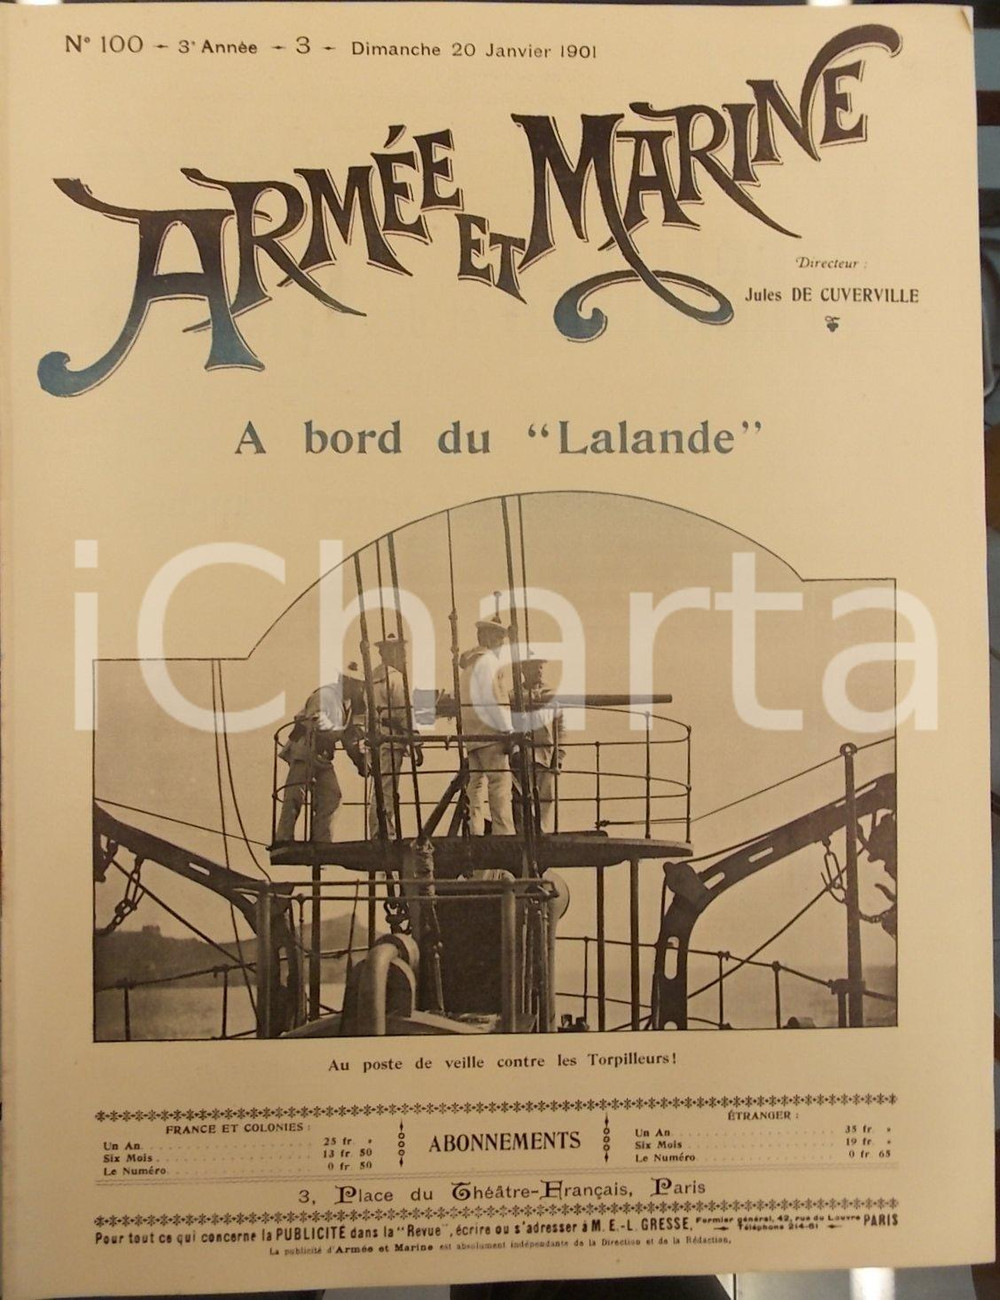 N° 100 - 3e Année - 3 - Dimanche 20 Janvier 1901
ARMÉE ET MARINE
Directeur :
Jules DE CUVERVILLE
A bord du “Lalande”
iCharta
Au poste de veille contre les Torpilleurs!
FRANCE ET COLONIES :
Un An. 25 fr »
Six Mois. 13 fr 50
Le Numéro. 0 fr 50
ABONNEMENTS
ÉTRANGER :
Un An. 35 fr »
Six Mois. 19 fr »
Le Numéro. 0 fr 65
3, Place du Théâtre-Français, Paris
Pour tout ce qui concerne la PUBLICITÉ dans la "Revue", écrire ou s'adresser à M. E.-L. GRESSE, Fermier général, 42, rue du Louvre Téléphone 214-61 PARIS
La publicité d'Armée et Marine est absolument indépendante de la Direction et de la Rédaction.